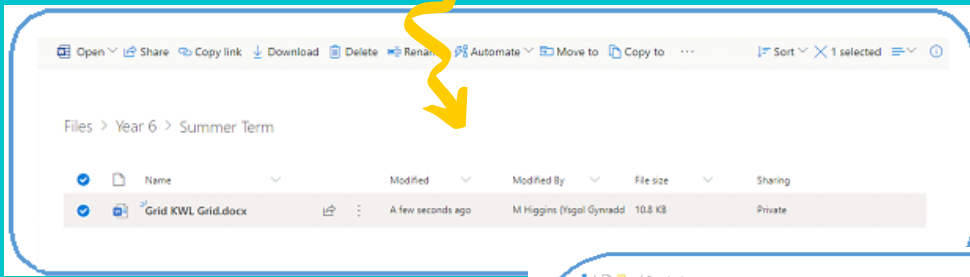 Open Share Copy link Download Delete Rename Automate Move to Copy to ... Sort 1 selected
Files > Year 6 > Summer Term
Name Modified Modified By File size Sharing
Grid KWL Grid.docx A few seconds ago M Higgins (Ysgol Gynradd 10.8 KB Private